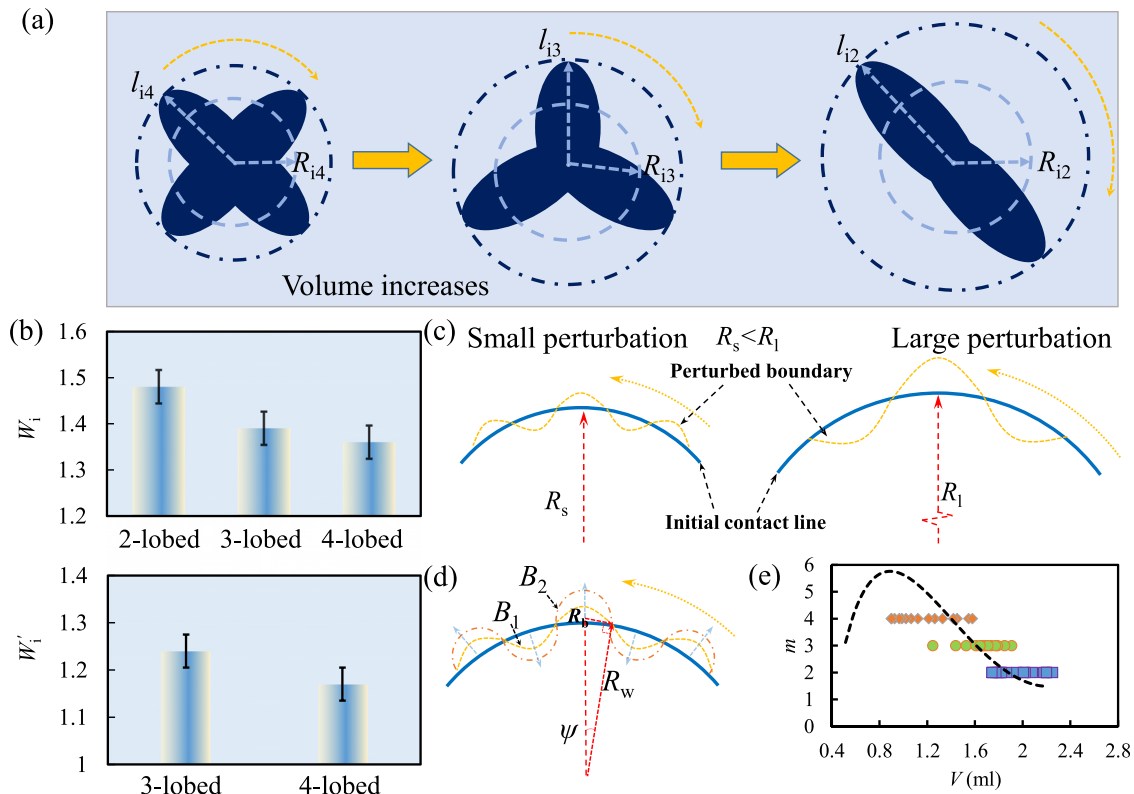 (a)
l_i4
R_i4
l_i3
R_i3
l_i2
R_i2
Volume increases
(b)
1.6
1.5
1.4
1.3
1.2
W_i
2-lobed
3-lobed
4-lobed
1.4
1.3
1.2
1.1
1
W_i′
3-lobed
4-lobed
(c)
Small perturbation
R_s<R_l
Large perturbation
Perturbed boundary
R_s
Initial contact line
R_l
(d)
B_2
B_1
R_b
R_w
ψ
(e)
6
5
4
3
2
1
0
m
0.4
0.8
1.2
1.6
2
2.4
2.8
V (ml)